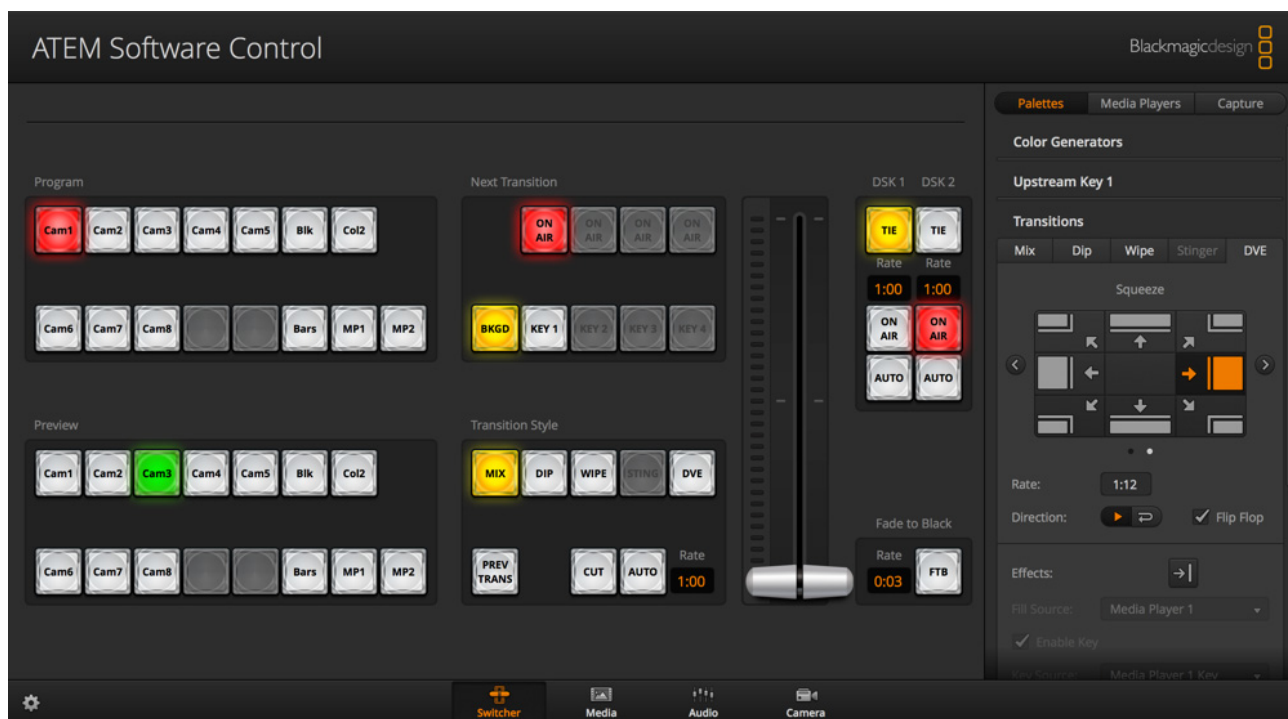 ATEM Software Control
Blackmagicdesign
Palettes Media Players Capture
Color Generators
Upstream Key 1
Transitions
Mix Dip Wipe Stinger DVE
Squeeze
Rate: 1:12
Direction: Flip Flop
Effects:
Fill Source: Media Player 1
Enable Key
Key Source: Media Player 1 Key
Program
Cam1 Cam2 Cam3 Cam4 Cam5 Blk Col2
Cam6 Cam7 Cam8 Bars MP1 MP2
Next Transition
ON AIR ON AIR ON AIR ON AIR
BKGD KEY 1 KEY 2 KEY 3 KEY 4
DSK 1 DSK 2
TIE TIE
Rate Rate
1:00 1:00
ON AIR ON AIR
AUTO AUTO
Preview
Cam1 Cam2 Cam3 Cam4 Cam5 Blk Col2
Cam6 Cam7 Cam8 Bars MP1 MP2
Transition Style
MIX DIP WIPE STING DVE
PREV TRANS CUT AUTO Rate 1:00
Fade to Black
Rate
0:03 FTB
Switcher Media Audio Camera